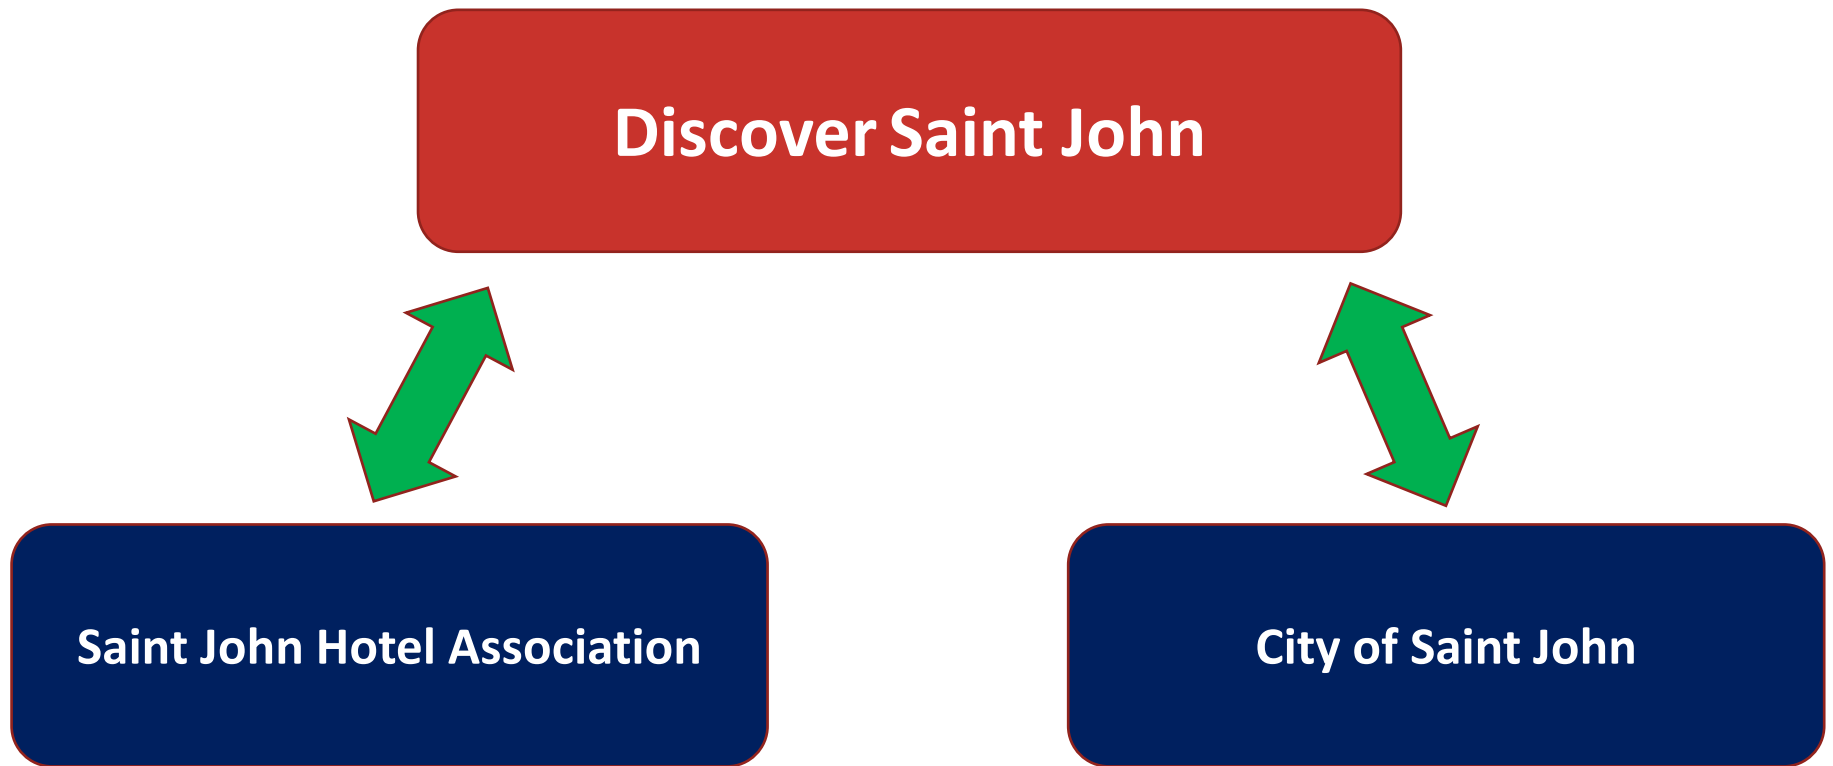 Discover Saint John
Saint John Hotel Association
City of Saint John